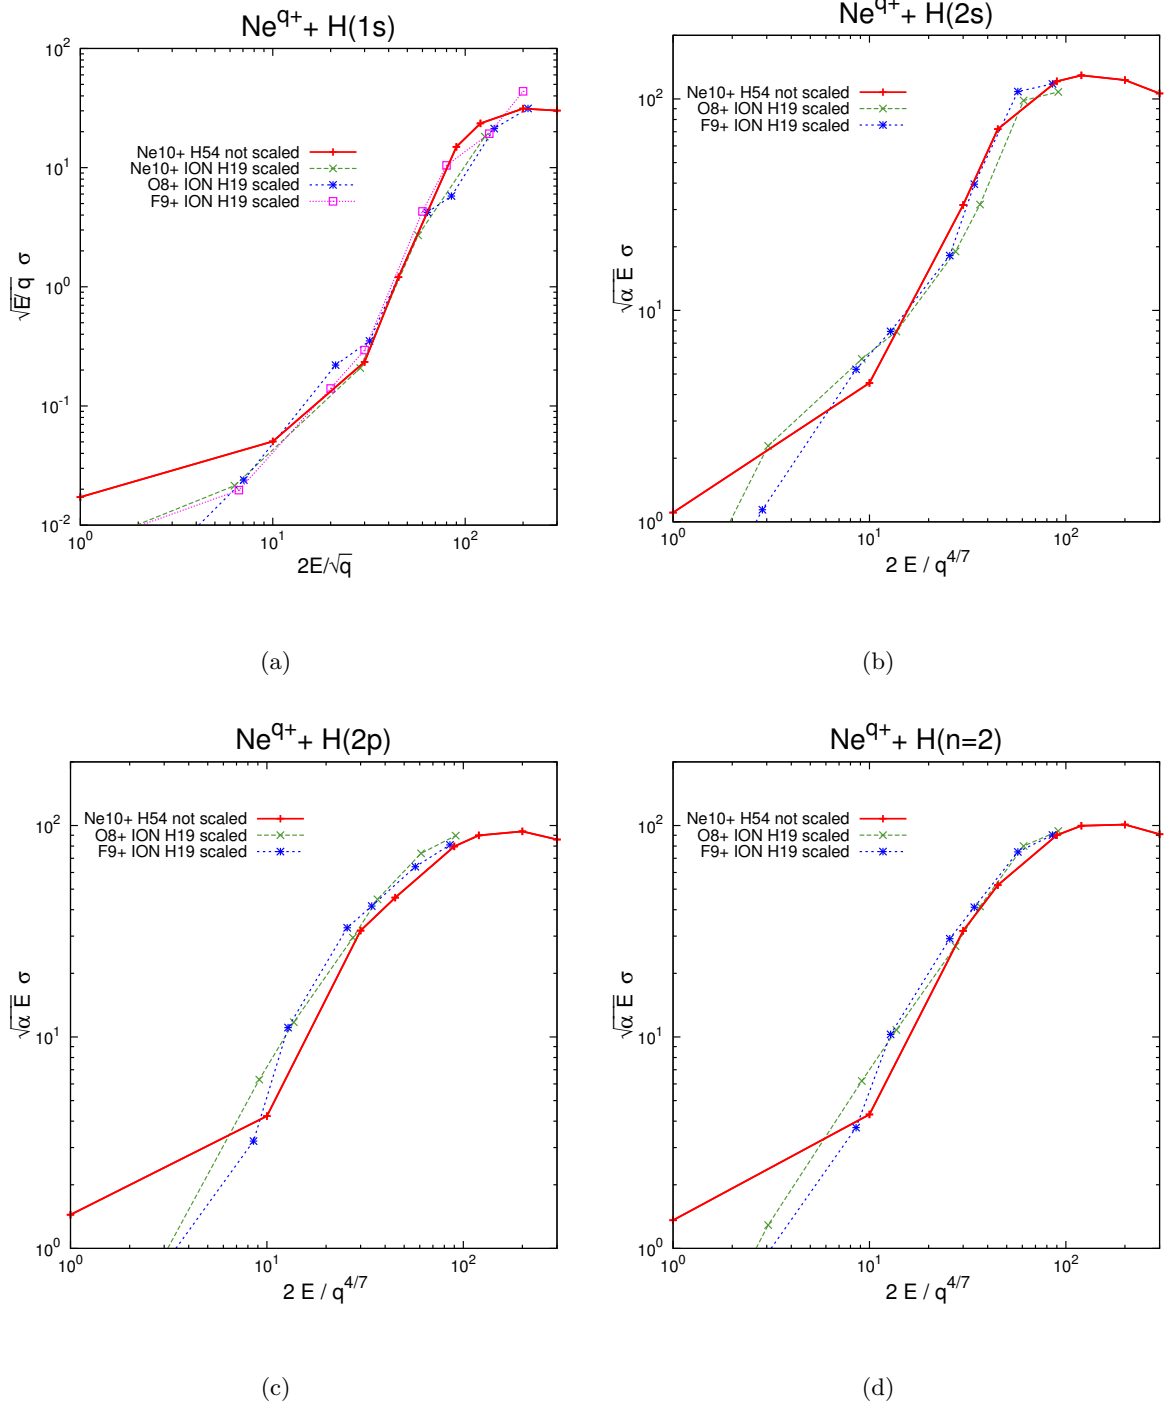 Ne^q+ + H(1s)
10^2
10^1
10^0
10^-1
10^-2
√E/q σ
Ne10+ H54 not scaled
Ne10+ ION H19 scaled
O8+ ION H19 scaled
F9+ ION H19 scaled
10^0
10^1
10^2
2E/√q
(a)
Ne^q+ + H(2s)
10^2
10^1
10^0
√α E σ
Ne10+ H54 not scaled
O8+ ION H19 scaled
F9+ ION H19 scaled
10^0
10^1
10^2
2 E / q^4/7
(b)
Ne^q+ + H(2p)
10^2
10^1
10^0
√α E σ
Ne10+ H54 not scaled
O8+ ION H19 scaled
F9+ ION H19 scaled
10^0
10^1
10^2
2 E / q^4/7
(c)
Ne^q+ + H(n=2)
10^2
10^1
10^0
√α E σ
Ne10+ H54 not scaled
O8+ ION H19 scaled
F9+ ION H19 scaled
10^0
10^1
10^2
2 E / q^4/7
(d)